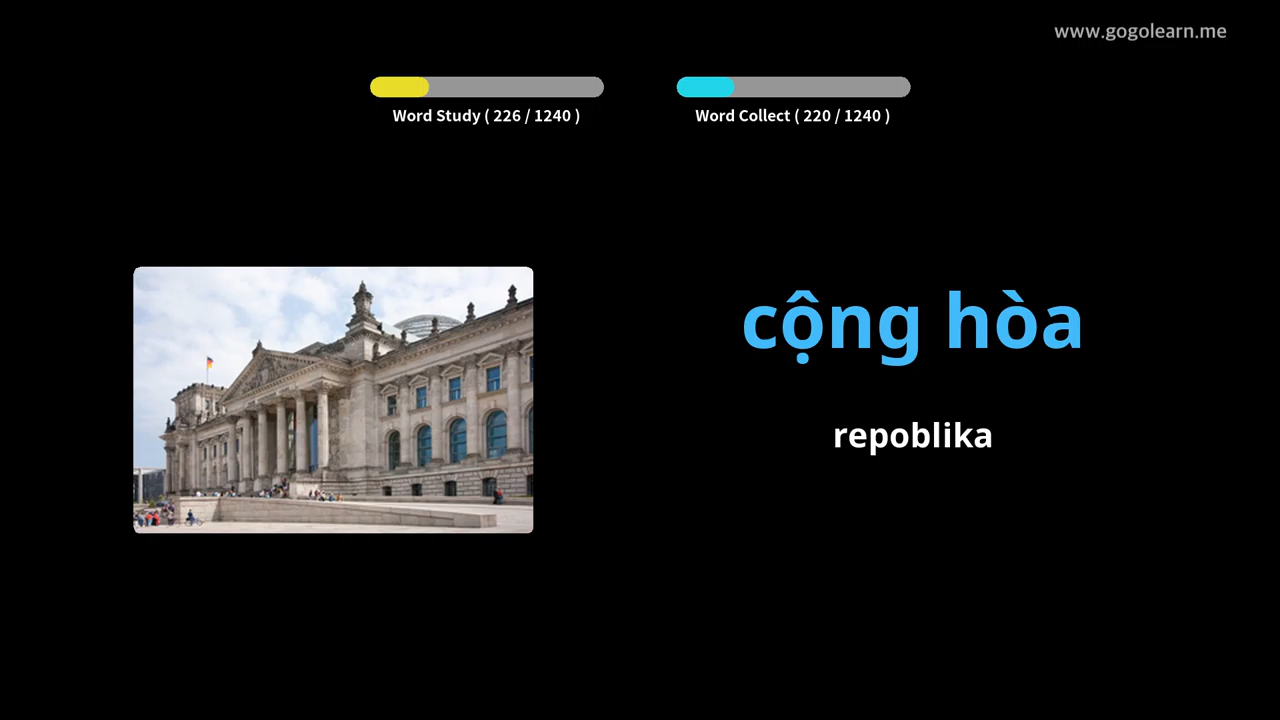 www.gogolearn.me
Word Study ( 226 / 1240 )
Word Collect ( 220 / 1240 )
cộng hòa
repoblika